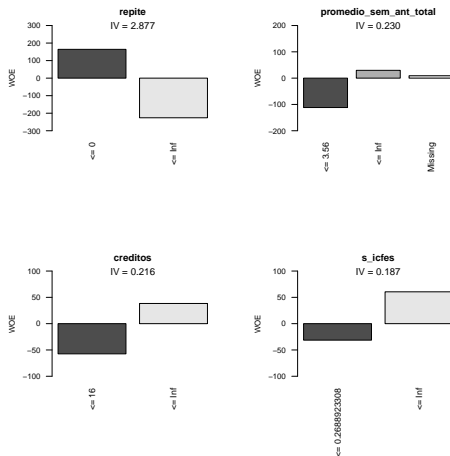 repite
IV = 2.877
WOE
300
200
100
0
−100
−200
−300
<= 0
<= Inf
promedio_sem_ant_total
IV = 0.230
WOE
200
100
0
−100
−200
<= 3.56
<= Inf
Missing
creditos
IV = 0.216
WOE
100
50
0
−50
−100
<= 16
<= Inf
s_icfes
IV = 0.187
WOE
100
50
0
−50
−100
<= 0.2688923308
<= Inf